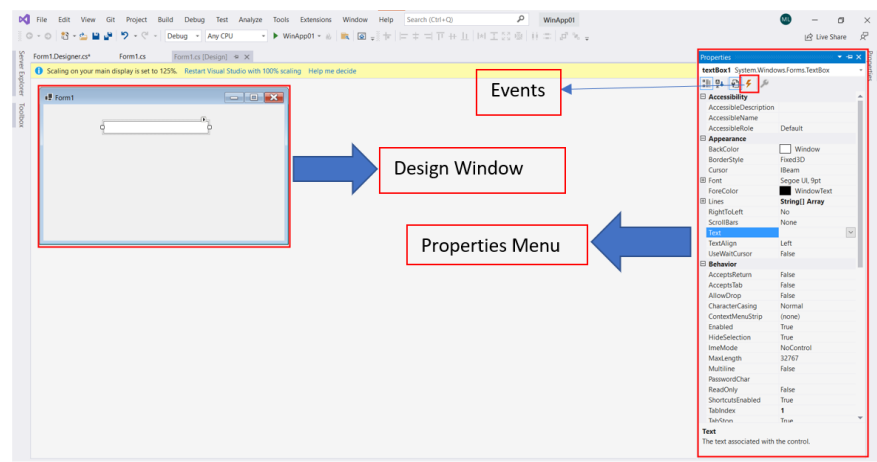 File Edit View Git Project Build Debug Test Analyze Tools Extensions Window Help Search (Ctrl+Q) WinApp01 ML
Debug Any CPU WinApp01 Live Share
Server Explorer
Toolbox
Form1.Designer.cs* Form1.cs Form1.cs [Design]
Scaling on your main display is set to 125%. Restart Visual Studio with 100% scaling Help me decide
Form1
Events
Design Window
Properties Menu
Properties
Properties
textBox1 System.Windows.Forms.TextBox
Accessibility
AccessibleDescription
AccessibleName
AccessibleRole Default
Appearance
BackColor Window
BorderStyle Fixed3D
Cursor IBeam
Font Segoe UI, 9pt
ForeColor WindowText
Lines String[] Array
RightToLeft No
ScrollBars None
Text
TextAlign Left
UseWaitCursor False
Behavior
AcceptsReturn False
AcceptsTab False
AllowDrop False
CharacterCasing Normal
ContextMenuStrip (none)
Enabled True
HideSelection True
ImeMode NoControl
MaxLength 32767
Multiline False
PasswordChar
ReadOnly False
ShortcutsEnabled True
TabIndex 1
TabStop True
Text
The text associated with the control.